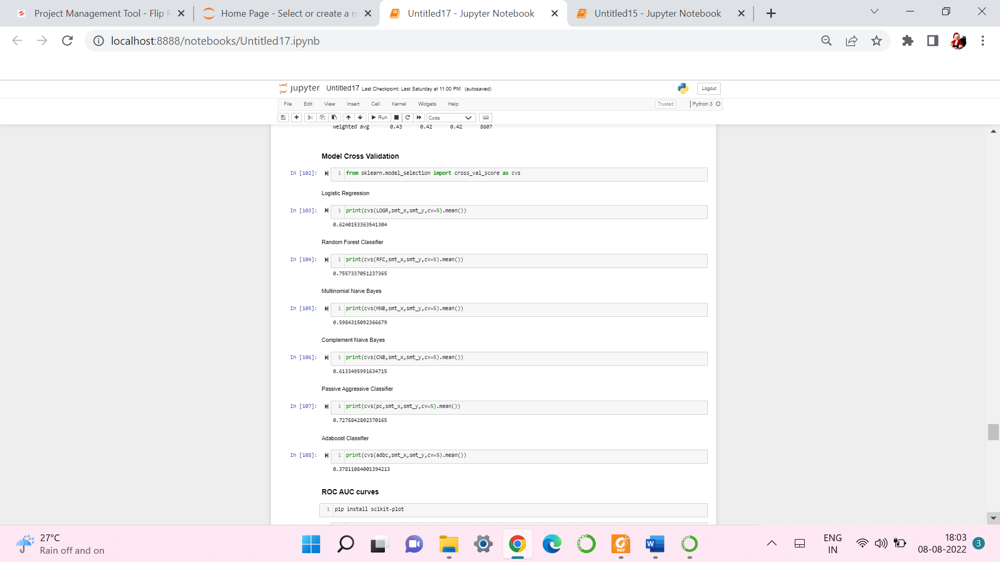 Project Management Tool - Flip R
Home Page - Select or create a n
Untitled17 - Jupyter Notebook
Untitled15 - Jupyter Notebook
localhost:8888/notebooks/Untitled17.ipynb
jupyter Untitled17 Last Checkpoint: Last Saturday at 11:00 PM (autosaved)
Logout
File Edit View Insert Cell Kernel Widgets Help
Trusted
Python 3
Run
Code
weighted avg 0.43 0.42 0.42 8607
Model Cross Validation
In [102]: 1 from sklearn.model_selection import cross_val_score as cvs
Logistic Regression
In [103]: 1 print(cvs(LOGR,smt_x,smt_y,cv=5).mean())
0.6240153363541304
Random Forest Classifier
In [104]: 1 print(cvs(RFC,smt_x,smt_y,cv=5).mean())
0.7557337051237365
Multinomial Naive Bayes
In [105]: 1 print(cvs(MNB,smt_x,smt_y,cv=5).mean())
0.5984315092366679
Complement Naive Bayes
In [106]: 1 print(cvs(CNB,smt_x,smt_y,cv=5).mean())
0.6133495991634715
Passive Aggressive Classifier
In [107]: 1 print(cvs(pc,smt_x,smt_y,cv=5).mean())
0.7278842802370165
Adaboost Classifier
In [108]: 1 print(cvs(adbc,smt_x,smt_y,cv=5).mean())
0.37811084001394213
ROC AUC curves
1 pip install scikit-plot
27°C
Rain off and on
PDF
W
ENG
IN
18:03
08-08-2022
3